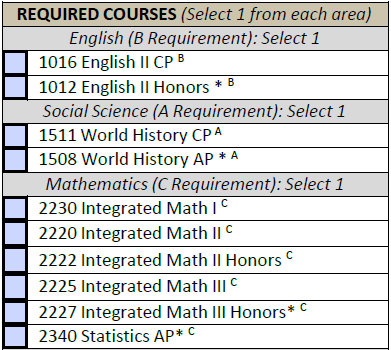 REQUIRED COURSES (Select 1 from each area)
English (B Requirement): Select 1
1016 English II CP ᴮ
1012 English II Honors * ᴮ
Social Science (A Requirement): Select 1
1511 World History CP ᴬ
1508 World History AP * ᴬ
Mathematics (C Requirement): Select 1
2230 Integrated Math I ᶜ
2220 Integrated Math II ᶜ
2222 Integrated Math II Honors ᶜ
2225 Integrated Math III ᶜ
2227 Integrated Math III Honors* ᶜ
2340 Statistics AP* ᶜ